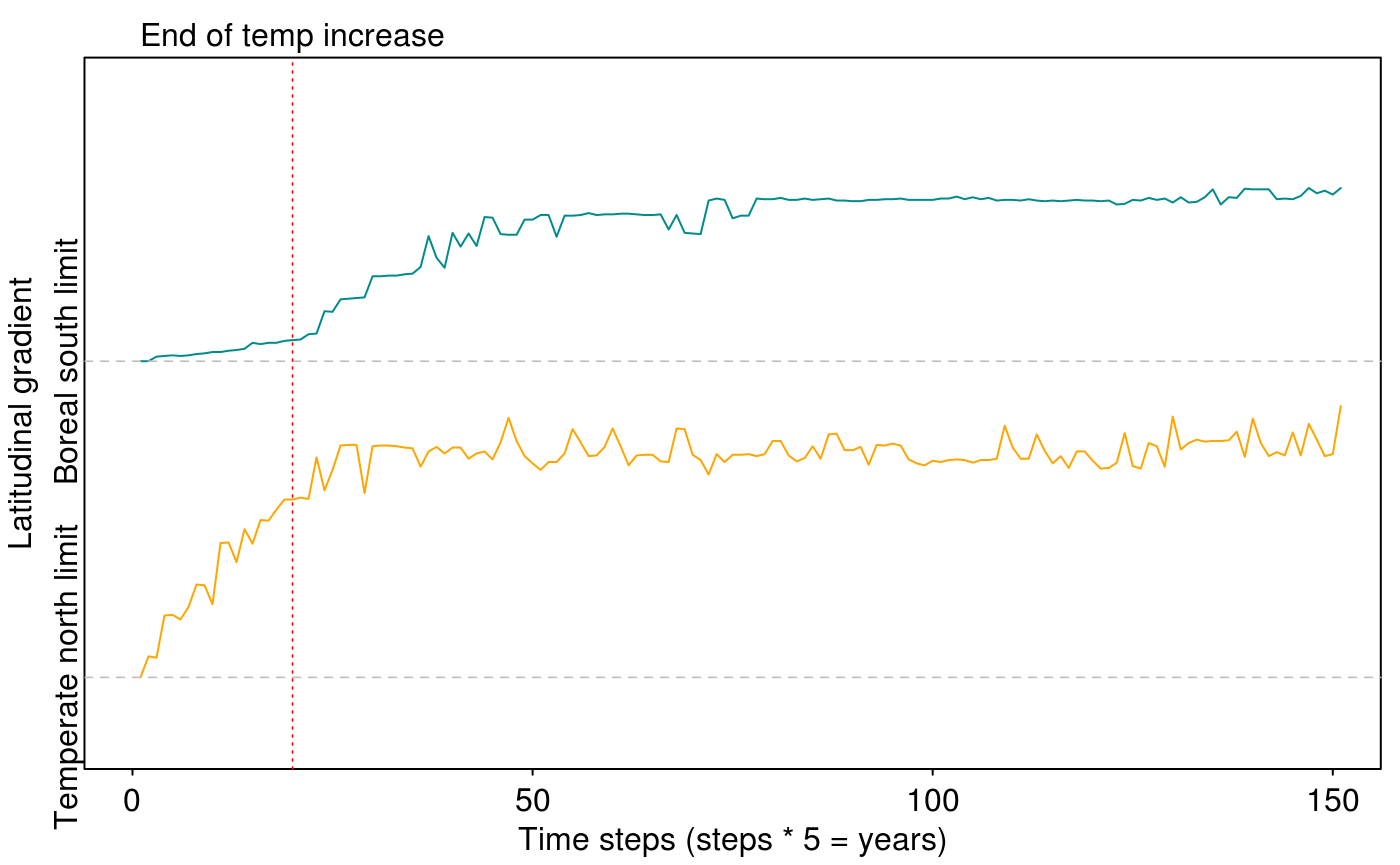 End of temp increase
Latitudinal gradient
Boreal south limit
Temperate north limit
0 50 100 150
Time steps (steps * 5 = years)